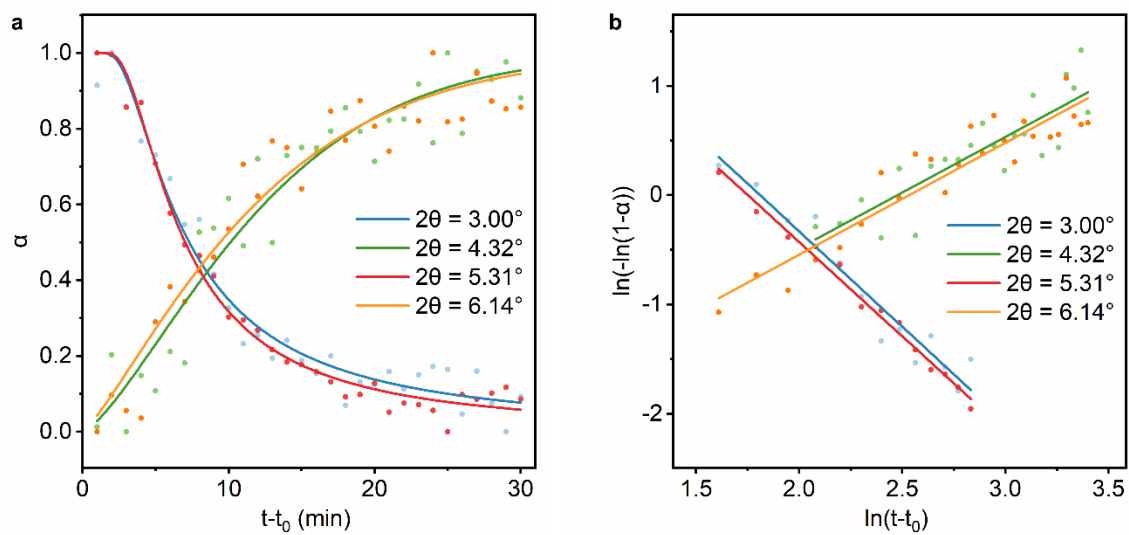 a
1.0
0.8
0.6
0.4
0.2
0.0
α
2θ = 3.00°
2θ = 4.32°
2θ = 5.31°
2θ = 6.14°
0
10
20
30
t-t₀ (min)
b
1
0
-1
-2
ln(-ln(1-α))
2θ = 3.00°
2θ = 4.32°
2θ = 5.31°
2θ = 6.14°
1.5
2.0
2.5
3.0
3.5
ln(t-t₀)